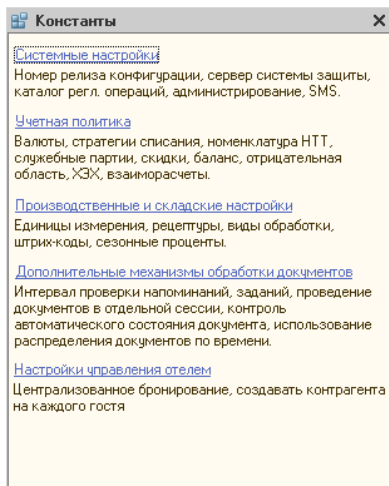 Константы
Системные настройки
Номер релиза конфигурации, сервер системы защиты,
каталог регл. операций, администрирование, SMS.
Учетная политика
Валюты, стратегии списания, номенклатура НТТ,
служебные партии, скидки, баланс, отрицательная
область, ХЭХ, взаиморасчеты.
Производственные и складские настройки
Единицы измерения, рецептуры, виды обработки,
штрих-коды, сезонные проценты.
Дополнительные механизмы обработки документов
Интервал проверки напоминаний, заданий, проведение
документов в отдельной сессии, контроль
автоматического состояния документа, использование
распределения документов по времени.
Настройки управления отелем
Централизованное бронирование, создавать контрагента
на каждого гостя